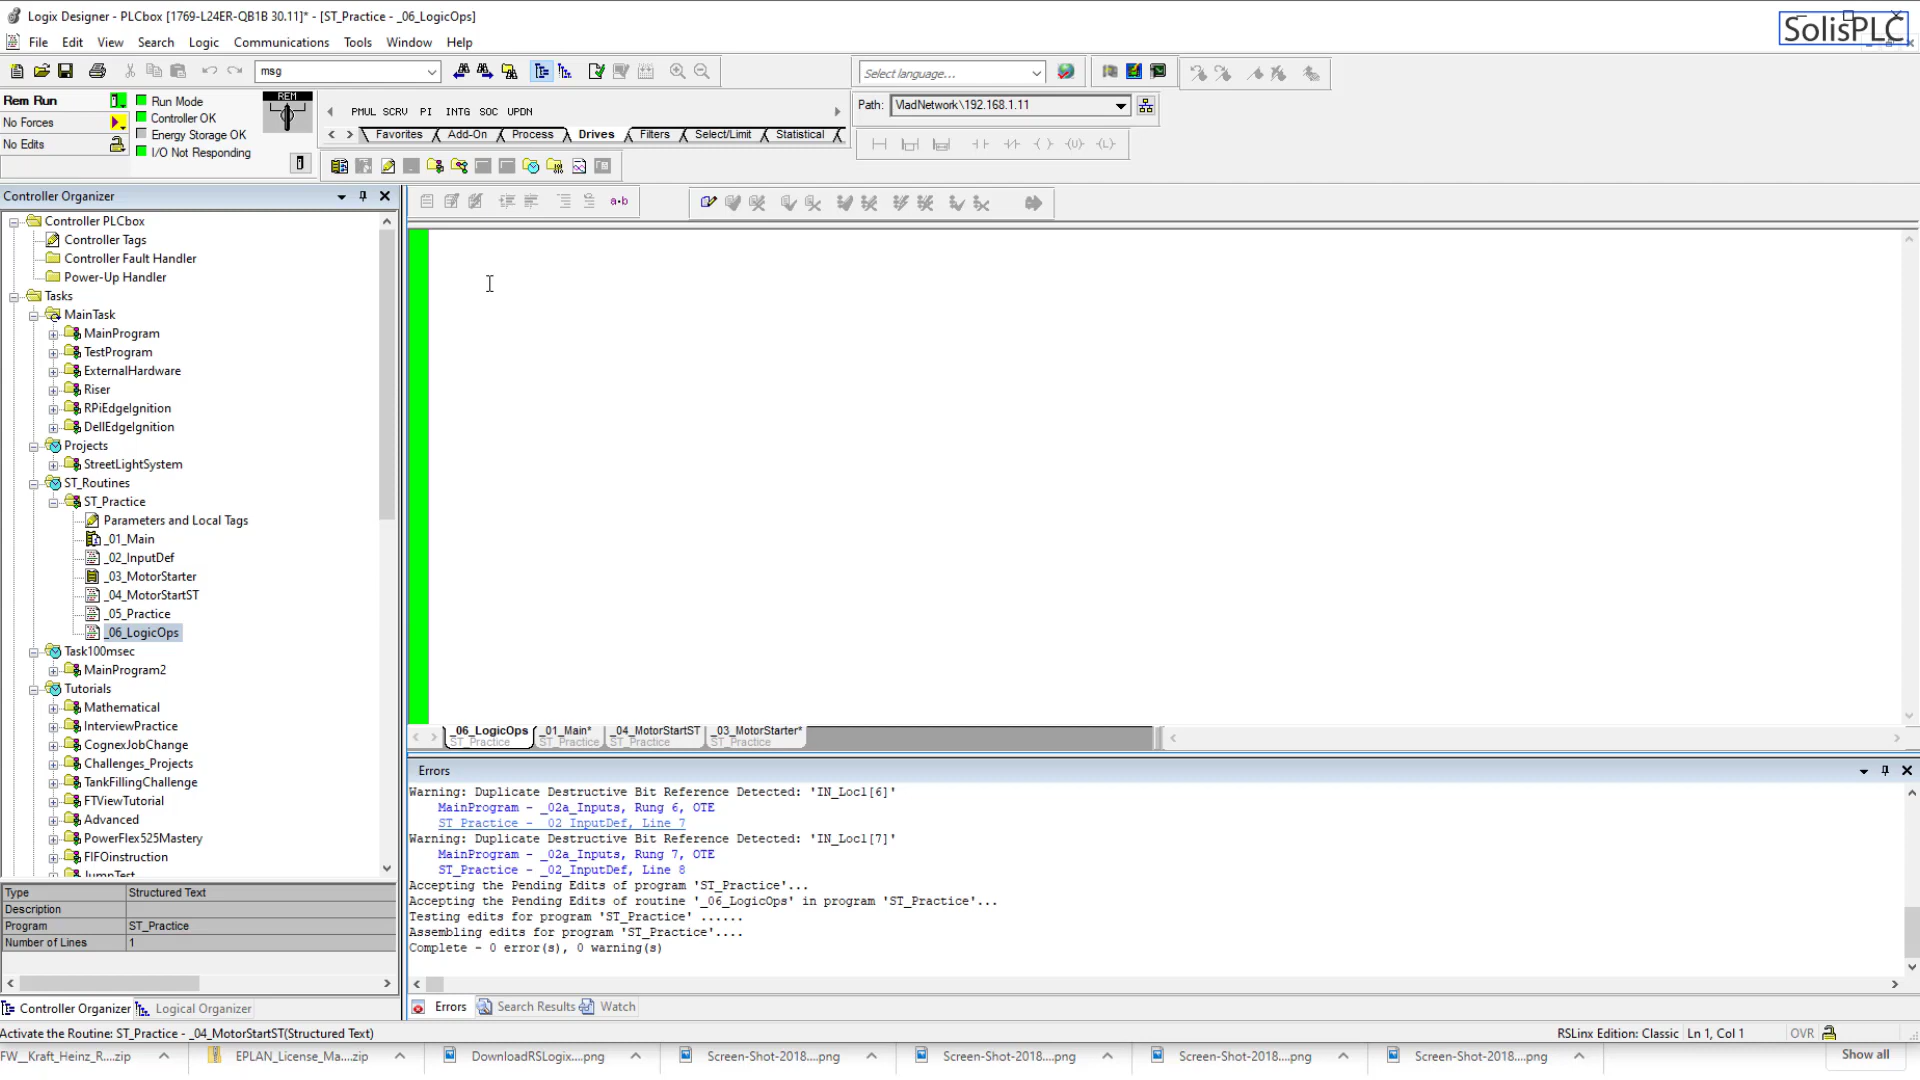 Logix Designer - PLCbox [1769-L24ER-QB1B 30.11]* - [ST_Practice - _06_LogicOps]
SolisPLC
File Edit View Search Logic Communications Tools Window Help
msg
Select language...
Rem Run
No Forces
No Edits
Run Mode
Controller OK
Energy Storage OK
I/O Not Responding
REM
PMUL SCRV PI INTG SOC UPDN
Favorites Add-On Process Drives Filters Select/Limit Statistical
Path: VladNetwork\192.168.1.11
Controller Organizer
Controller PLCbox
Controller Tags
Controller Fault Handler
Power-Up Handler
Tasks
MainTask
MainProgram
TestProgram
ExternalHardware
Riser
RPiEdgeIgnition
DellEdgeIgnition
Projects
StreetLightSystem
ST_Routines
ST_Practice
Parameters and Local Tags
_01_Main
_02_InputDef
_03_MotorStarter
_04_MotorStartST
_05_Practice
_06_LogicOps
Task100msec
MainProgram2
Tutorials
Mathematical
InterviewPractice
CognexJobChange
Challenges_Projects
TankFillingChallenge
FTViewTutorial
Advanced
PowerFlex525Mastery
FIFOinstruction
JumpTest
Type Structured Text
Description
Program ST_Practice
Number of Lines 1
Controller Organizer Logical Organizer
_06_LogicOps _01_Main* _04_MotorStartST _03_MotorStarter*
ST_Practice ST_Practice ST_Practice ST_Practice
Errors
Warning: Duplicate Destructive Bit Reference Detected: 'IN_Loc1[6]'
MainProgram - _02a_Inputs, Rung 6, OTE
ST_Practice - _02_InputDef, Line 7
Warning: Duplicate Destructive Bit Reference Detected: 'IN_Loc1[7]'
MainProgram - _02a_Inputs, Rung 7, OTE
ST_Practice - _02_InputDef, Line 8
Accepting the Pending Edits of program 'ST_Practice'...
Accepting the Pending Edits of routine '_06_LogicOps' in program 'ST_Practice'...
Testing edits for program 'ST_Practice' ......
Assembling edits for program 'ST_Practice'....
Complete - 0 error(s), 0 warning(s)
Errors Search Results Watch
Activate the Routine: ST_Practice - _04_MotorStartST(Structured Text)
RSLinx Edition: Classic Ln 1, Col 1 OVR
FW__Kraft_Heinz_R....zip EPLAN_License_Ma....zip DownloadRSLogix....png Screen-Shot-2018....png Screen-Shot-2018....png Screen-Shot-2018....png Screen-Shot-2018....png Show all